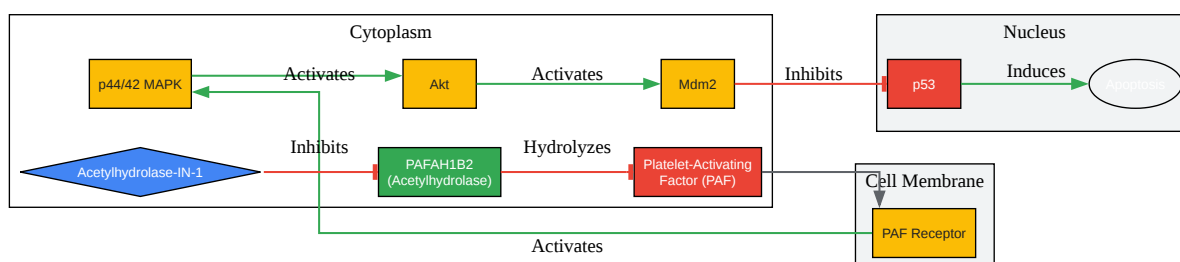 Cytoplasm
Nucleus
p44/42 MAPK
Activates
Akt
Activates
Mdm2
Inhibits
p53
Induces
Apoptosis
Acetylhydrolase-IN-1
Inhibits
PAFAH1B2
(Acetylhydrolase)
Hydrolyzes
Platelet-Activating
Factor (PAF)
Cell Membrane
PAF Receptor
Activates